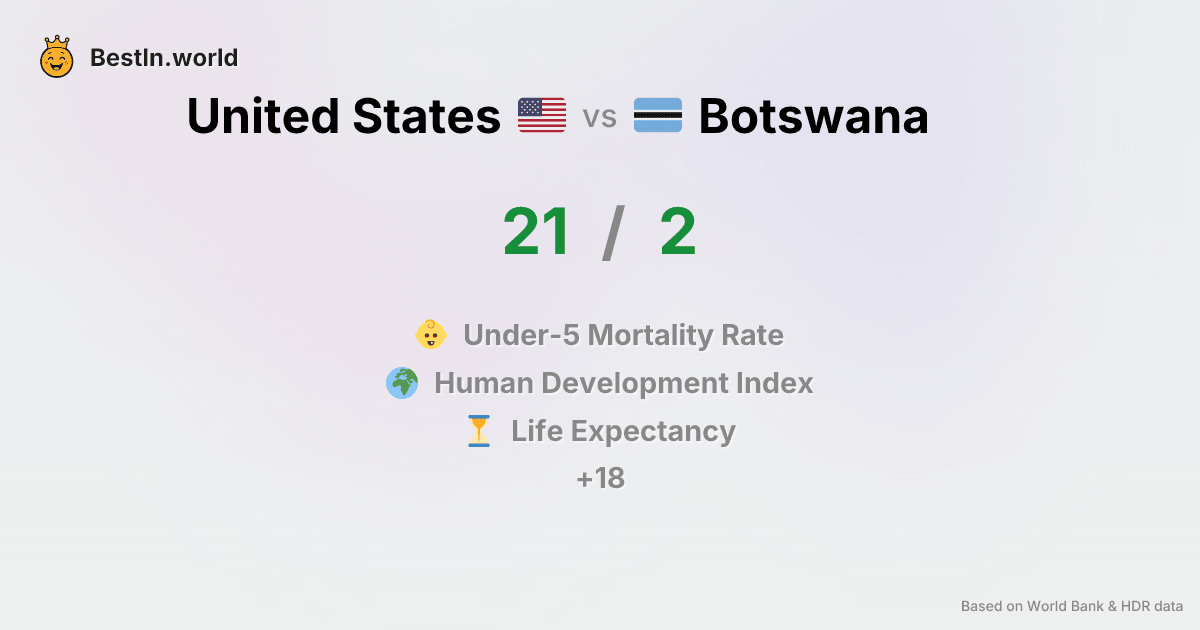 BestIn.world
United States vs Botswana
21 / 2
Under-5 Mortality Rate
Human Development Index
Life Expectancy
+18
Based on World Bank & HDR data